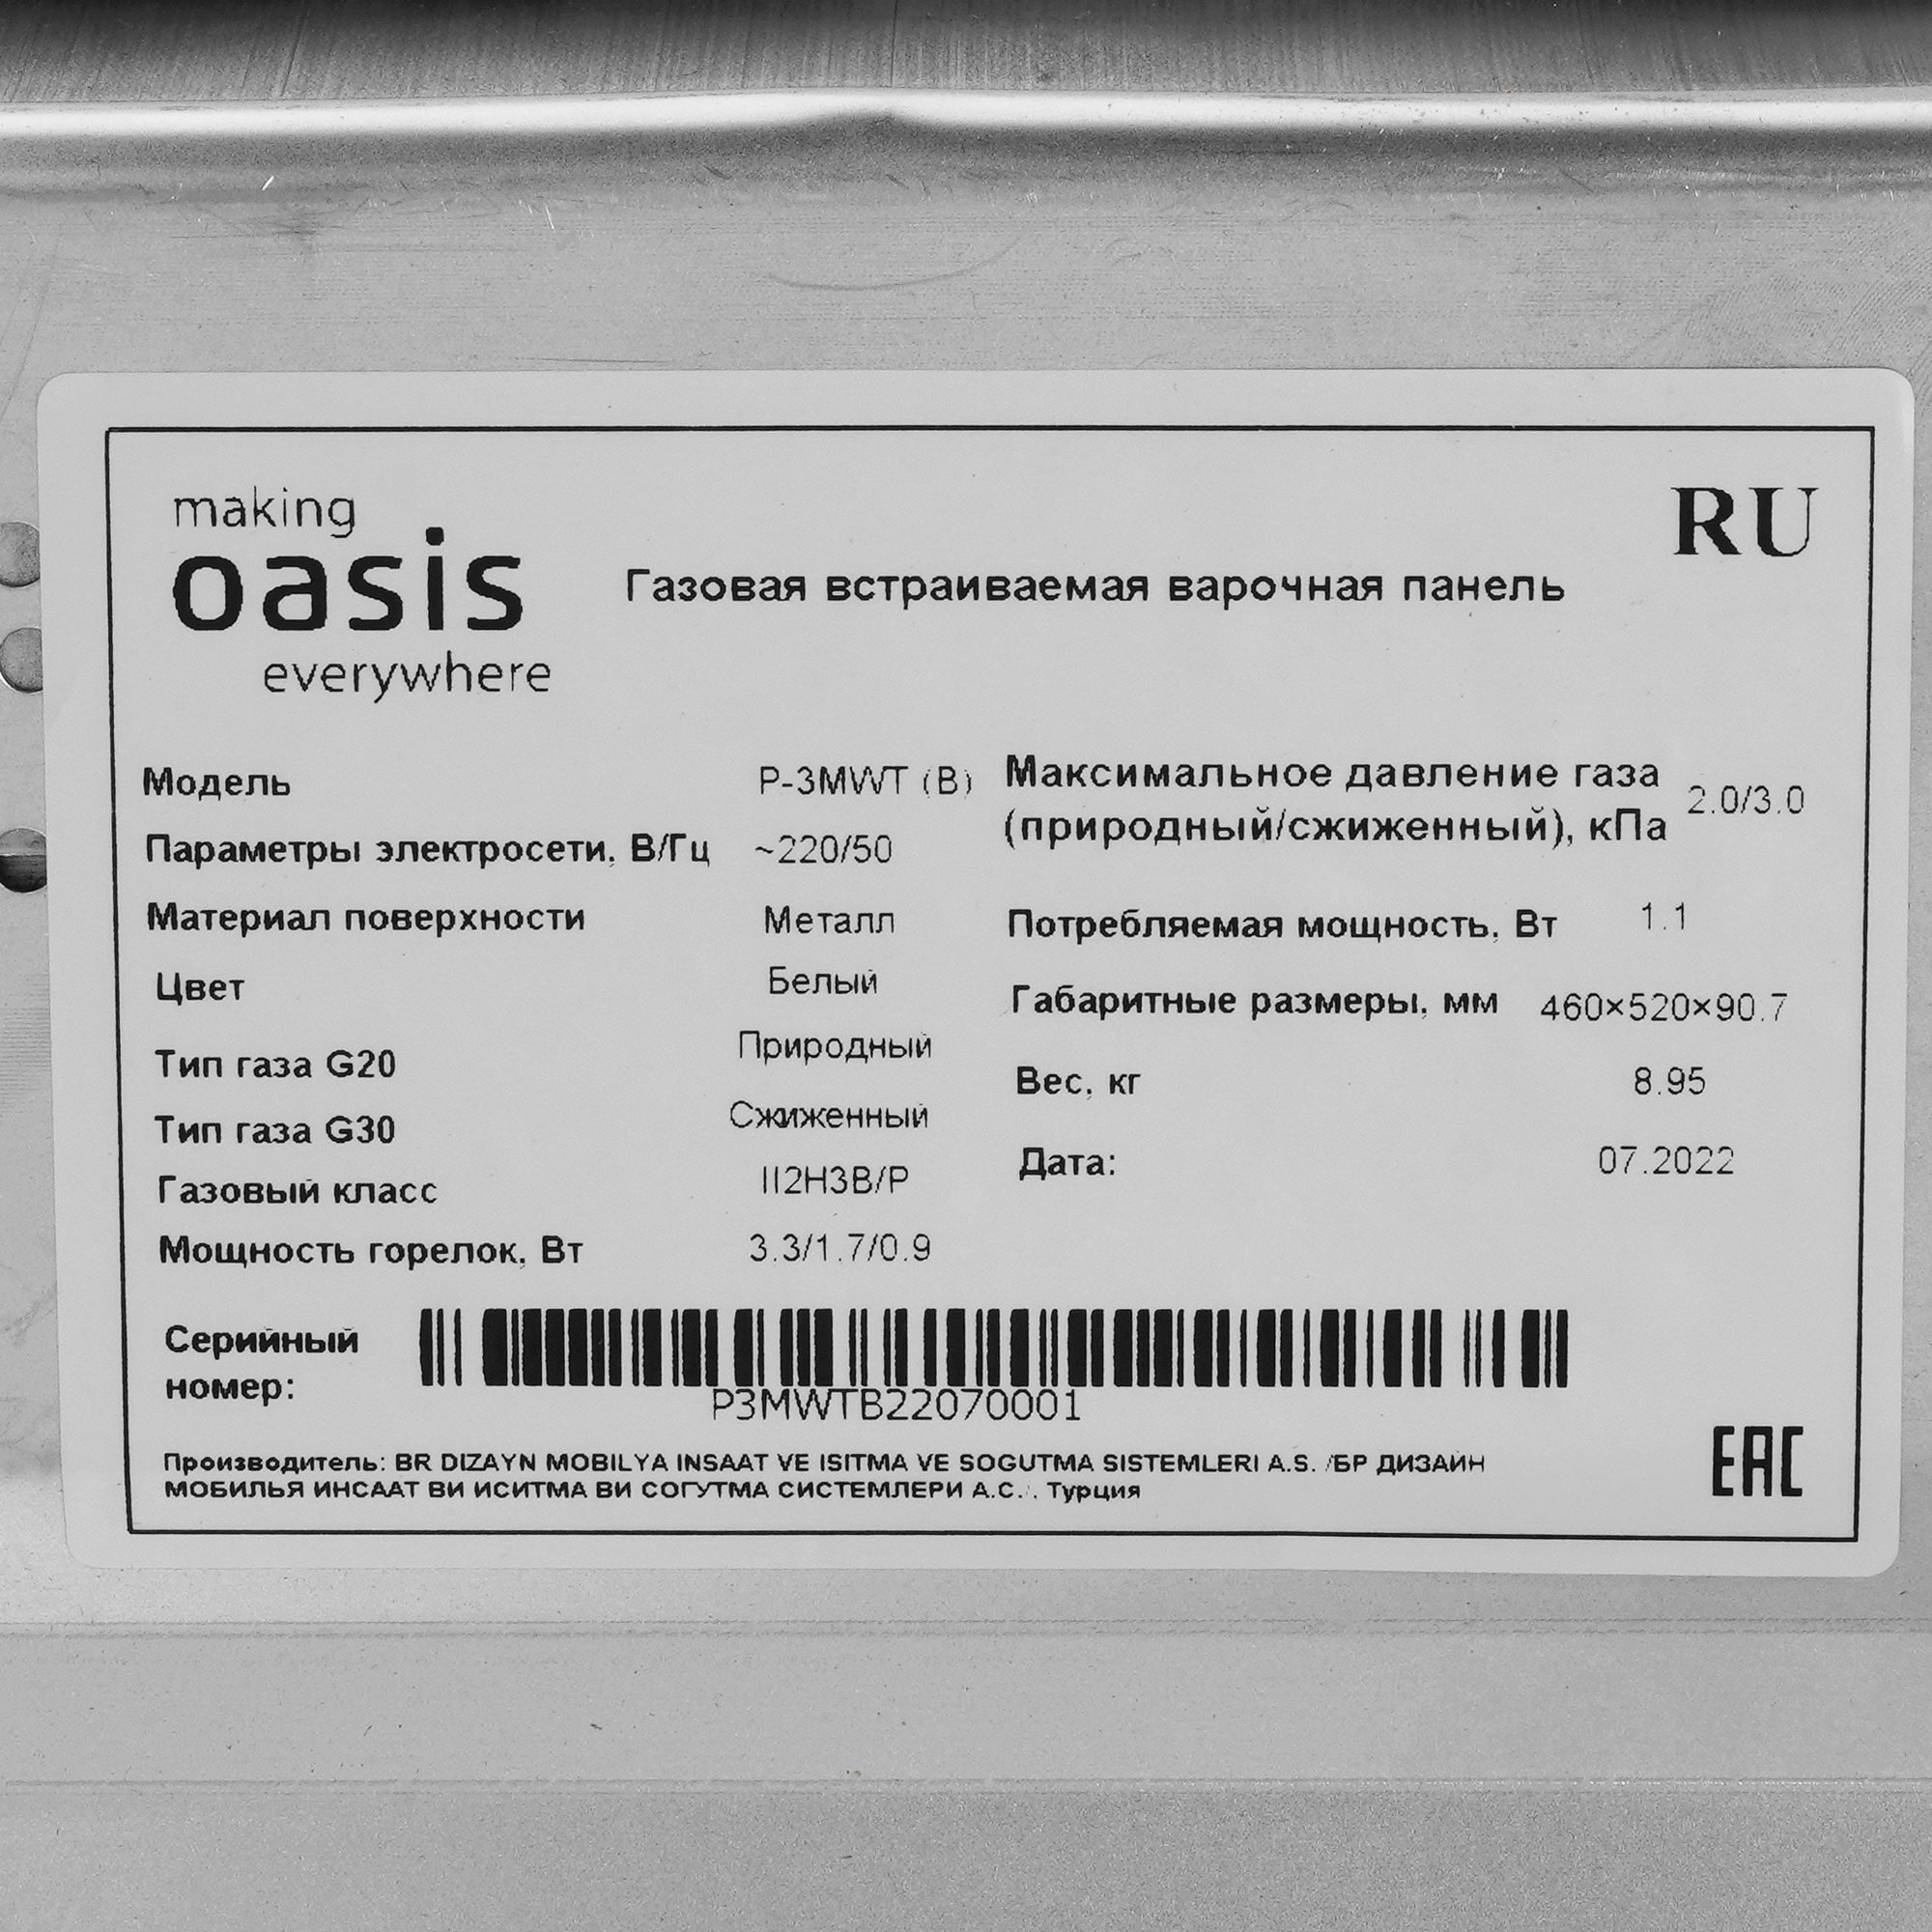 making
oasis
everywhere
RU
Газовая встраиваемая варочная панель
Модель P-3MWT (B)
Параметры электросети, В/Гц ~220/50
Материал поверхности Металл
Цвет Белый
Тип газа G20 Природный
Тип газа G30 Сжиженный
Газовый класс II2H3B/P
Мощность горелок, Вт 3.3/1.7/0.9
Максимальное давление газа
(природный/сжиженный), кПа 2.0/3.0
Потребляемая мощность, Вт 1.1
Габаритные размеры, мм 460×520×90.7
Вес, кг 8.95
Дата: 07.2022
Серийный
номер:
P3MWTB22070001
Производитель: BR DIZAYN MOBILYA INSAAT VE ISITMA VE SOGUTMA SISTEMLERI A.S. /БР ДИЗАЙН
МОБИЛЬЯ ИНСААТ ВИ ИСИТМА ВИ СОГУТМА СИСТЕМЛЕРИ А.С., Турция
EAC